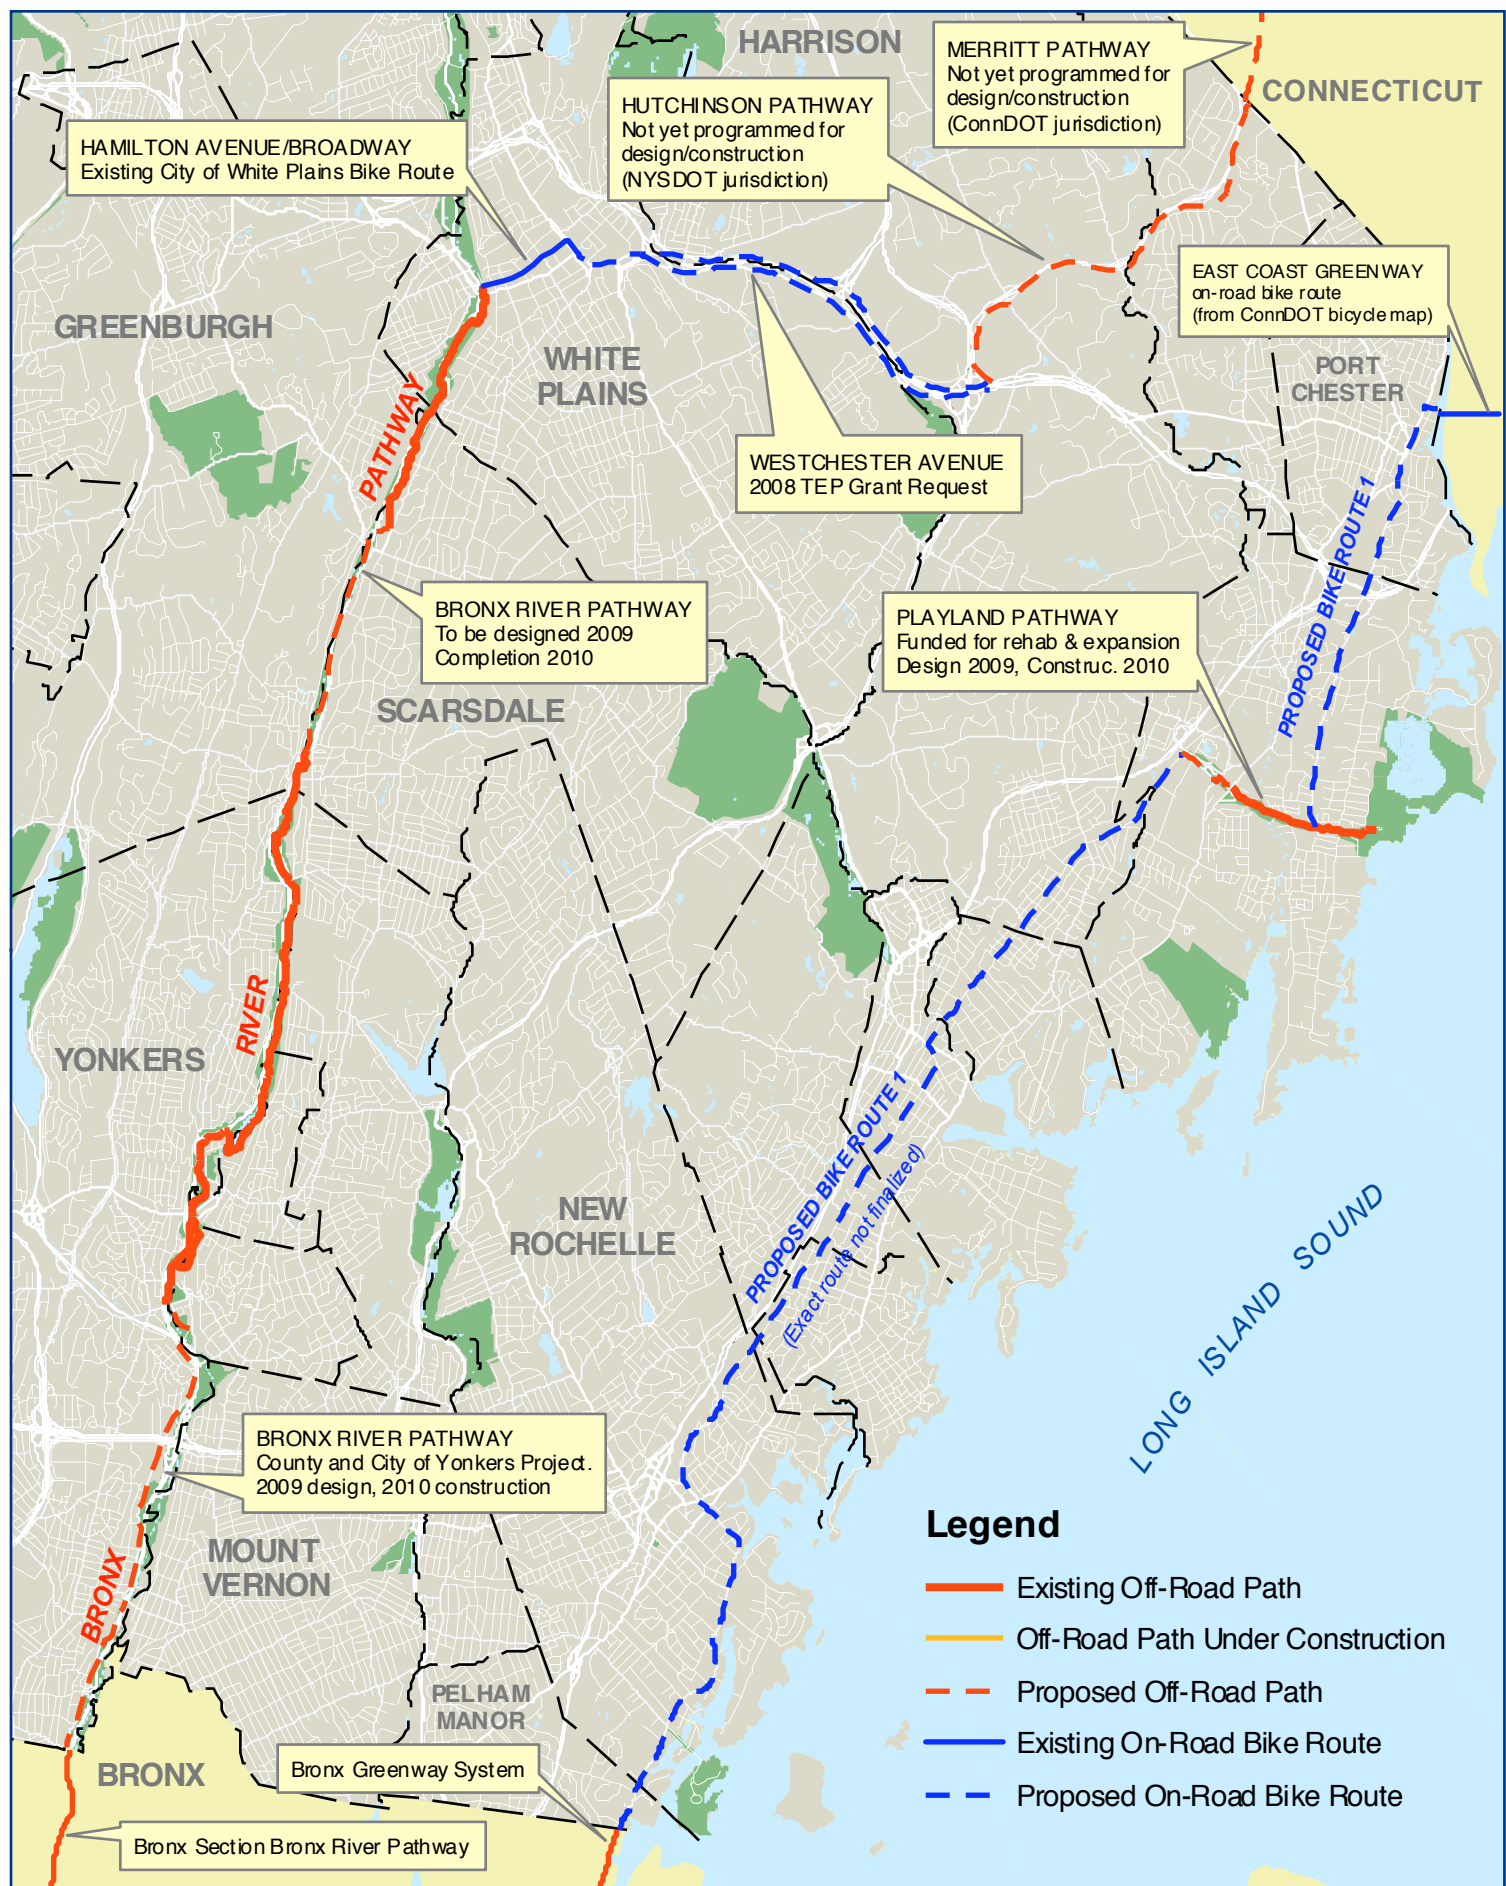 HARRISON
MERRITT PATHWAY
Not yet programmed for
design/construction
(ConnDOT jurisdiction)
CONNECTICUT
HUTCHINSON PATHWAY
Not yet programmed for
design/construction
(NYSDOT jurisdiction)
HAMILTON AVENUE/BROADWAY
Existing City of White Plains Bike Route
EAST COAST GREENWAY
on-road bike route
(from ConnDOT bicycle map)
GREENBURGH
WHITE
PLAINS
PORT
CHESTER
PATHWAY
WESTCHESTER AVENUE
2008 TEP Grant Request
PROPOSED BIKE ROUTE 1
BRONX RIVER PATHWAY
To be designed 2009
Completion 2010
PLAYLAND PATHWAY
Funded for rehab & expansion
Design 2009, Construc. 2010
SCARSDALE
RIVER
YONKERS
PROPOSED BIKE ROUTE 1
(Exact route not finalized)
NEW
ROCHELLE
LONG ISLAND SOUND
BRONX RIVER PATHWAY
County and City of Yonkers Project.
2009 design, 2010 construction
MOUNT
VERNON
BRONX
PELHAM
MANOR
BRONX
Bronx Greenway System
Bronx Section Bronx River Pathway
Legend
Existing Off-Road Path
Off-Road Path Under Construction
Proposed Off-Road Path
Existing On-Road Bike Route
Proposed On-Road Bike Route